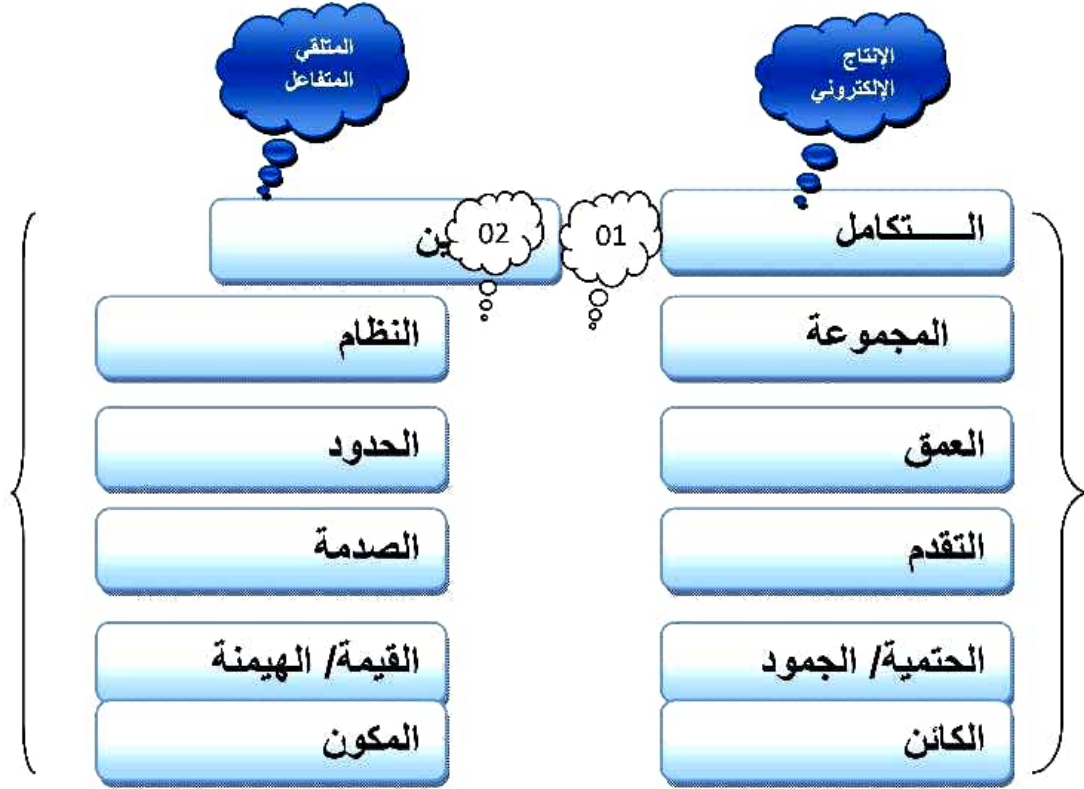 الإنتاج
الإلكتروني
المتلقي
المتفاعل
الـــــتكامل
01
02
المجموعة
النظام
العمق
الحدود
التقدم
الصدمة
الحتمية/ الجمود
القيمة/ الهيمنة
الكائن
المكون